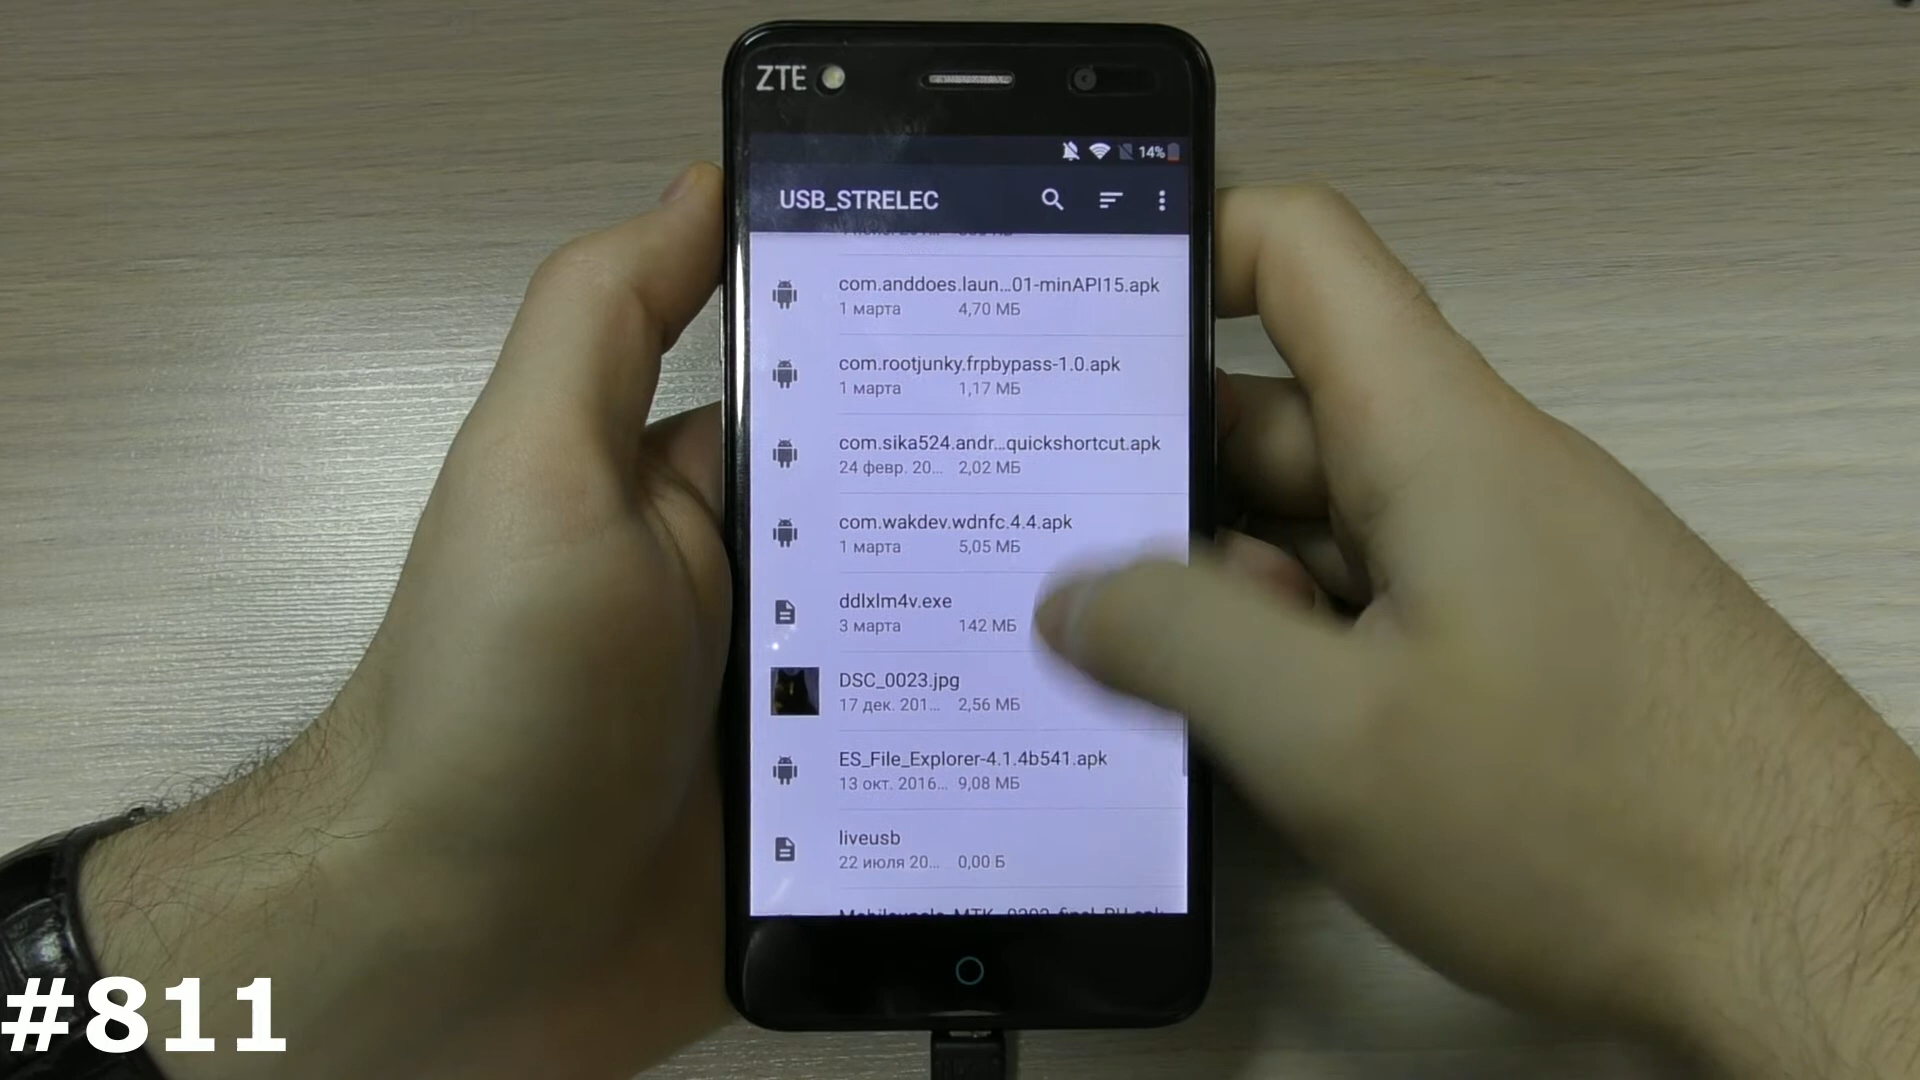 ZTE
14%
USB_STRELEC
com.anddoes.laun...01-minAPI15.apk
1 марта 4,70 МБ
com.rootjunky.frpbypass-1.0.apk
1 марта 1,17 МБ
com.sika524.andr...quickshortcut.apk
24 февр. 20... 2,02 МБ
com.wakdev.wdnfc.4.4.apk
1 марта 5,05 МБ
ddlxlm4v.exe
3 марта 142 МБ
DSC_0023.jpg
17 дек. 201... 2,56 МБ
ES_File_Explorer-4.1.4b541.apk
13 окт. 2016... 9,08 МБ
liveusb
22 июля 20... 0,00 Б
#811